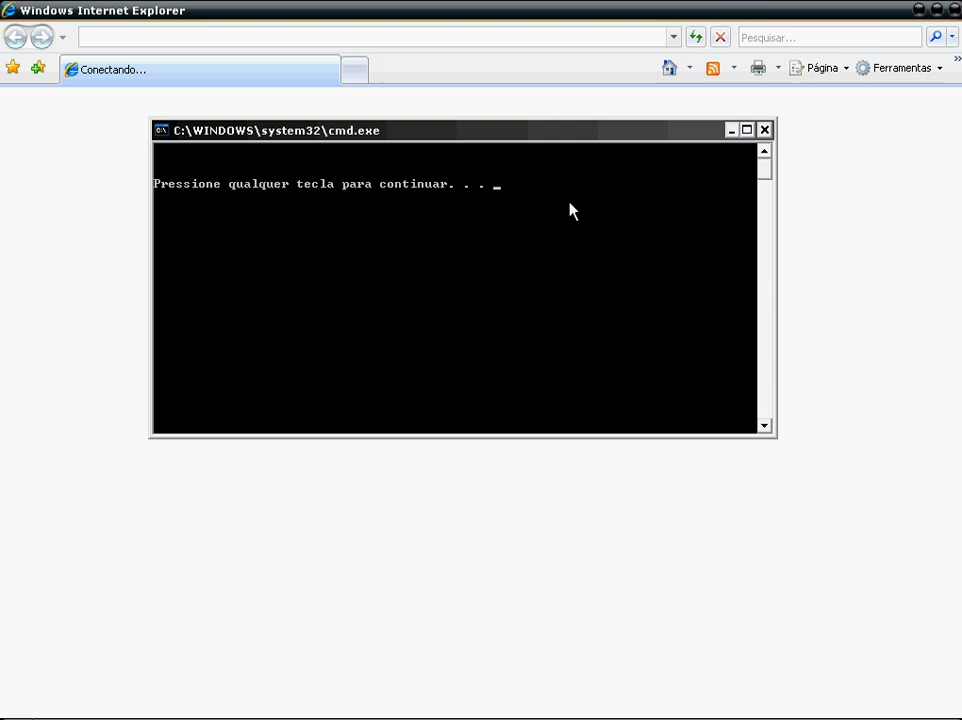 Windows Internet Explorer
Pesquisar...
Conectando...
Página
Ferramentas
C:\WINDOWS\system32\cmd.exe
Pressione qualquer tecla para continuar. . . _